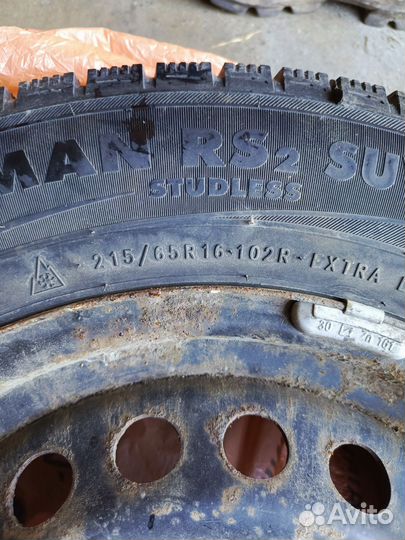 MAN RS2 SU
STUDLESS
215/65R16-102R-EXTRA
Avito